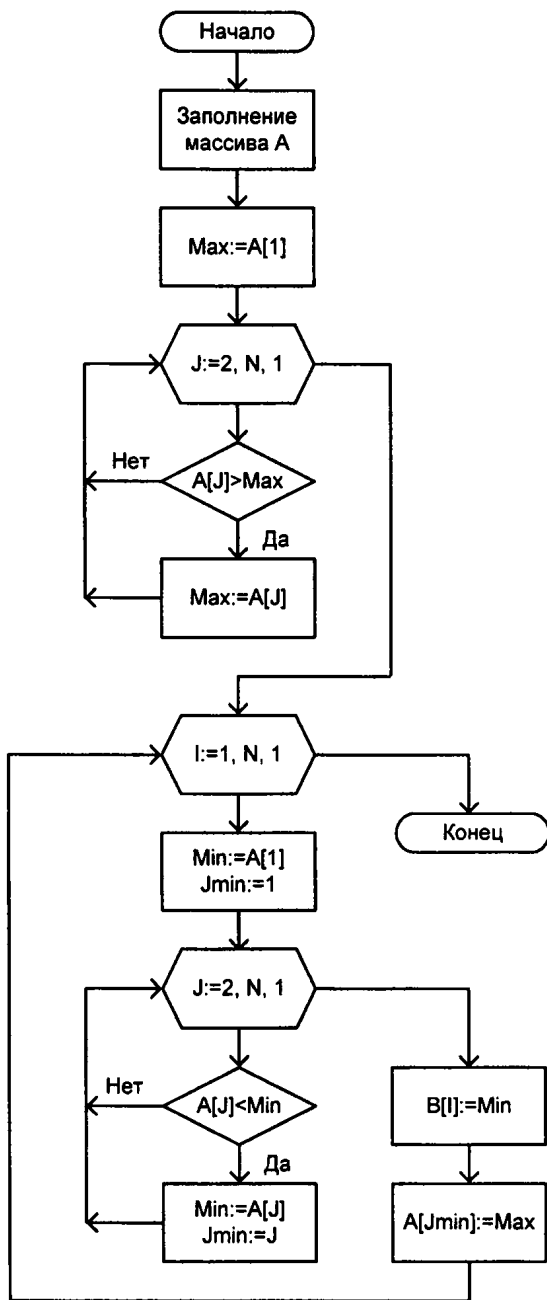 Начало
Заполнение
массива A
Max:=A[1]
J:=2, N, 1
Нет
A[J]>Max
Да
Max:=A[J]
I:=1, N, 1
Конец
Min:=A[1]
Jmin:=1
J:=2, N, 1
Нет
A[J]<Min
B[I]:=Min
Да
Min:=A[J]
Jmin:=J
A[Jmin]:=Max